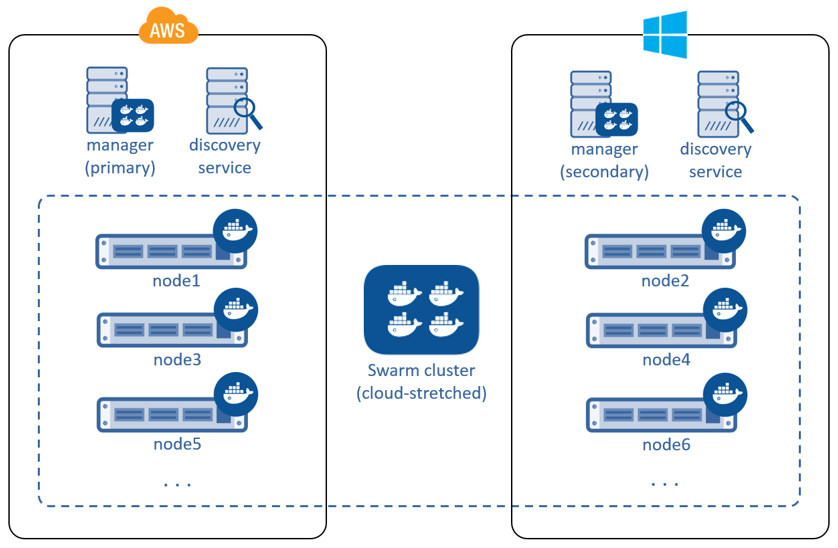 AWS
manager
(primary)
discovery
service
manager
(secondary)
discovery
service
node1
node2
node3
node4
Swarm cluster
(cloud-stretched)
node5
node6
. . .
. . .